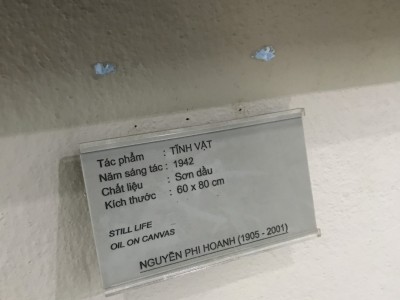 Tác phẩm : TĨNH VẬT
Năm sáng tác : 1942
Chất liệu : Sơn dầu
Kích thước : 60 x 80 cm
STILL LIFE
OIL ON CANVAS
NGUYỄN PHI HOANH (1905 - 2001)